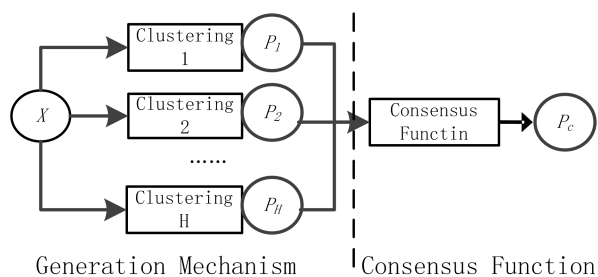 Clustering
1
P1
X
Clustering
2
P2
......
Clustering
H
PH
Consensus
Functin
Pc
Generation Mechanism
Consensus Function